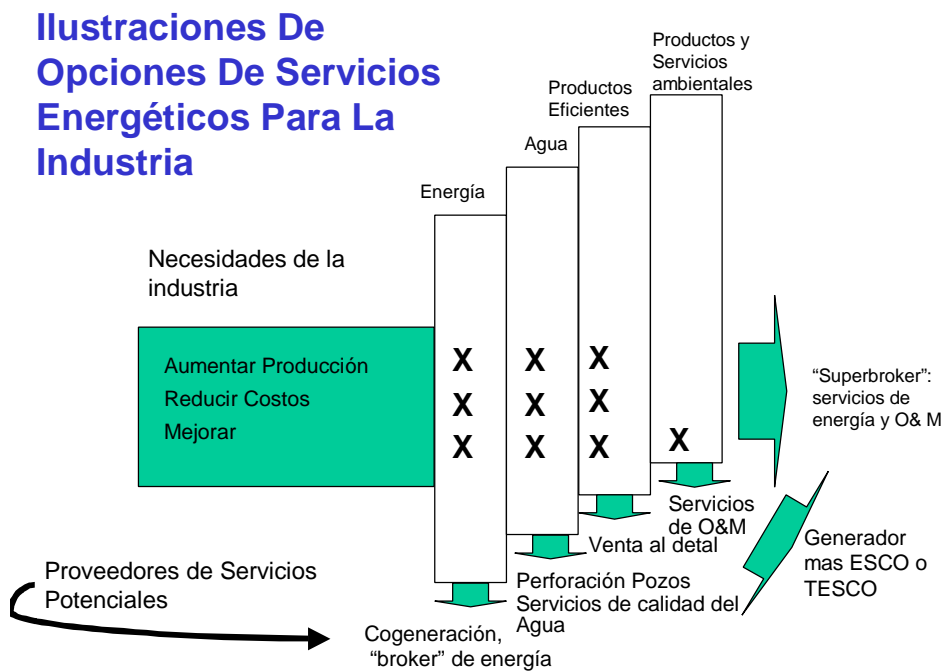 Ilustraciones De
Opciones De Servicios
Energéticos Para La
Industria
Productos y
Servicios
ambientales
Productos
Eficientes
Agua
Energía
Necesidades de la
industria
Aumentar Producción
Reducir Costos
Mejorar
X X X
X X X
X X X X
“Superbroker”:
servicios de
energía y O& M
Servicios
de O&M
Venta al detal
Generador
mas ESCO o
TESCO
Perforación Pozos
Servicios de calidad del
Agua
Proveedores de Servicios
Potenciales
Cogeneración,
“broker” de energía